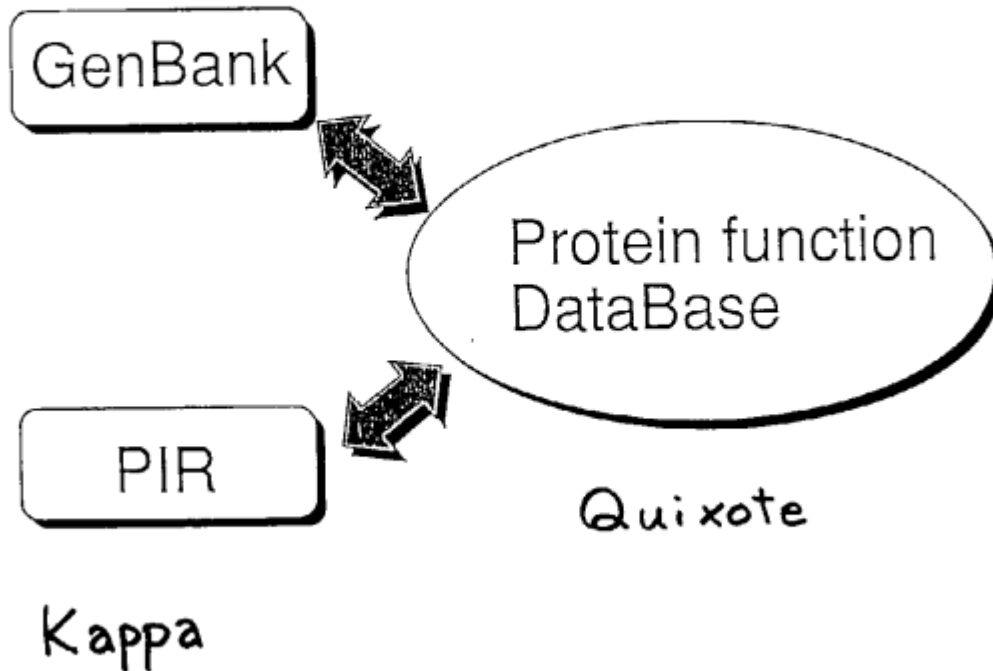 GenBank
Protein function
DataBase
PIR
Quixote
Kappa